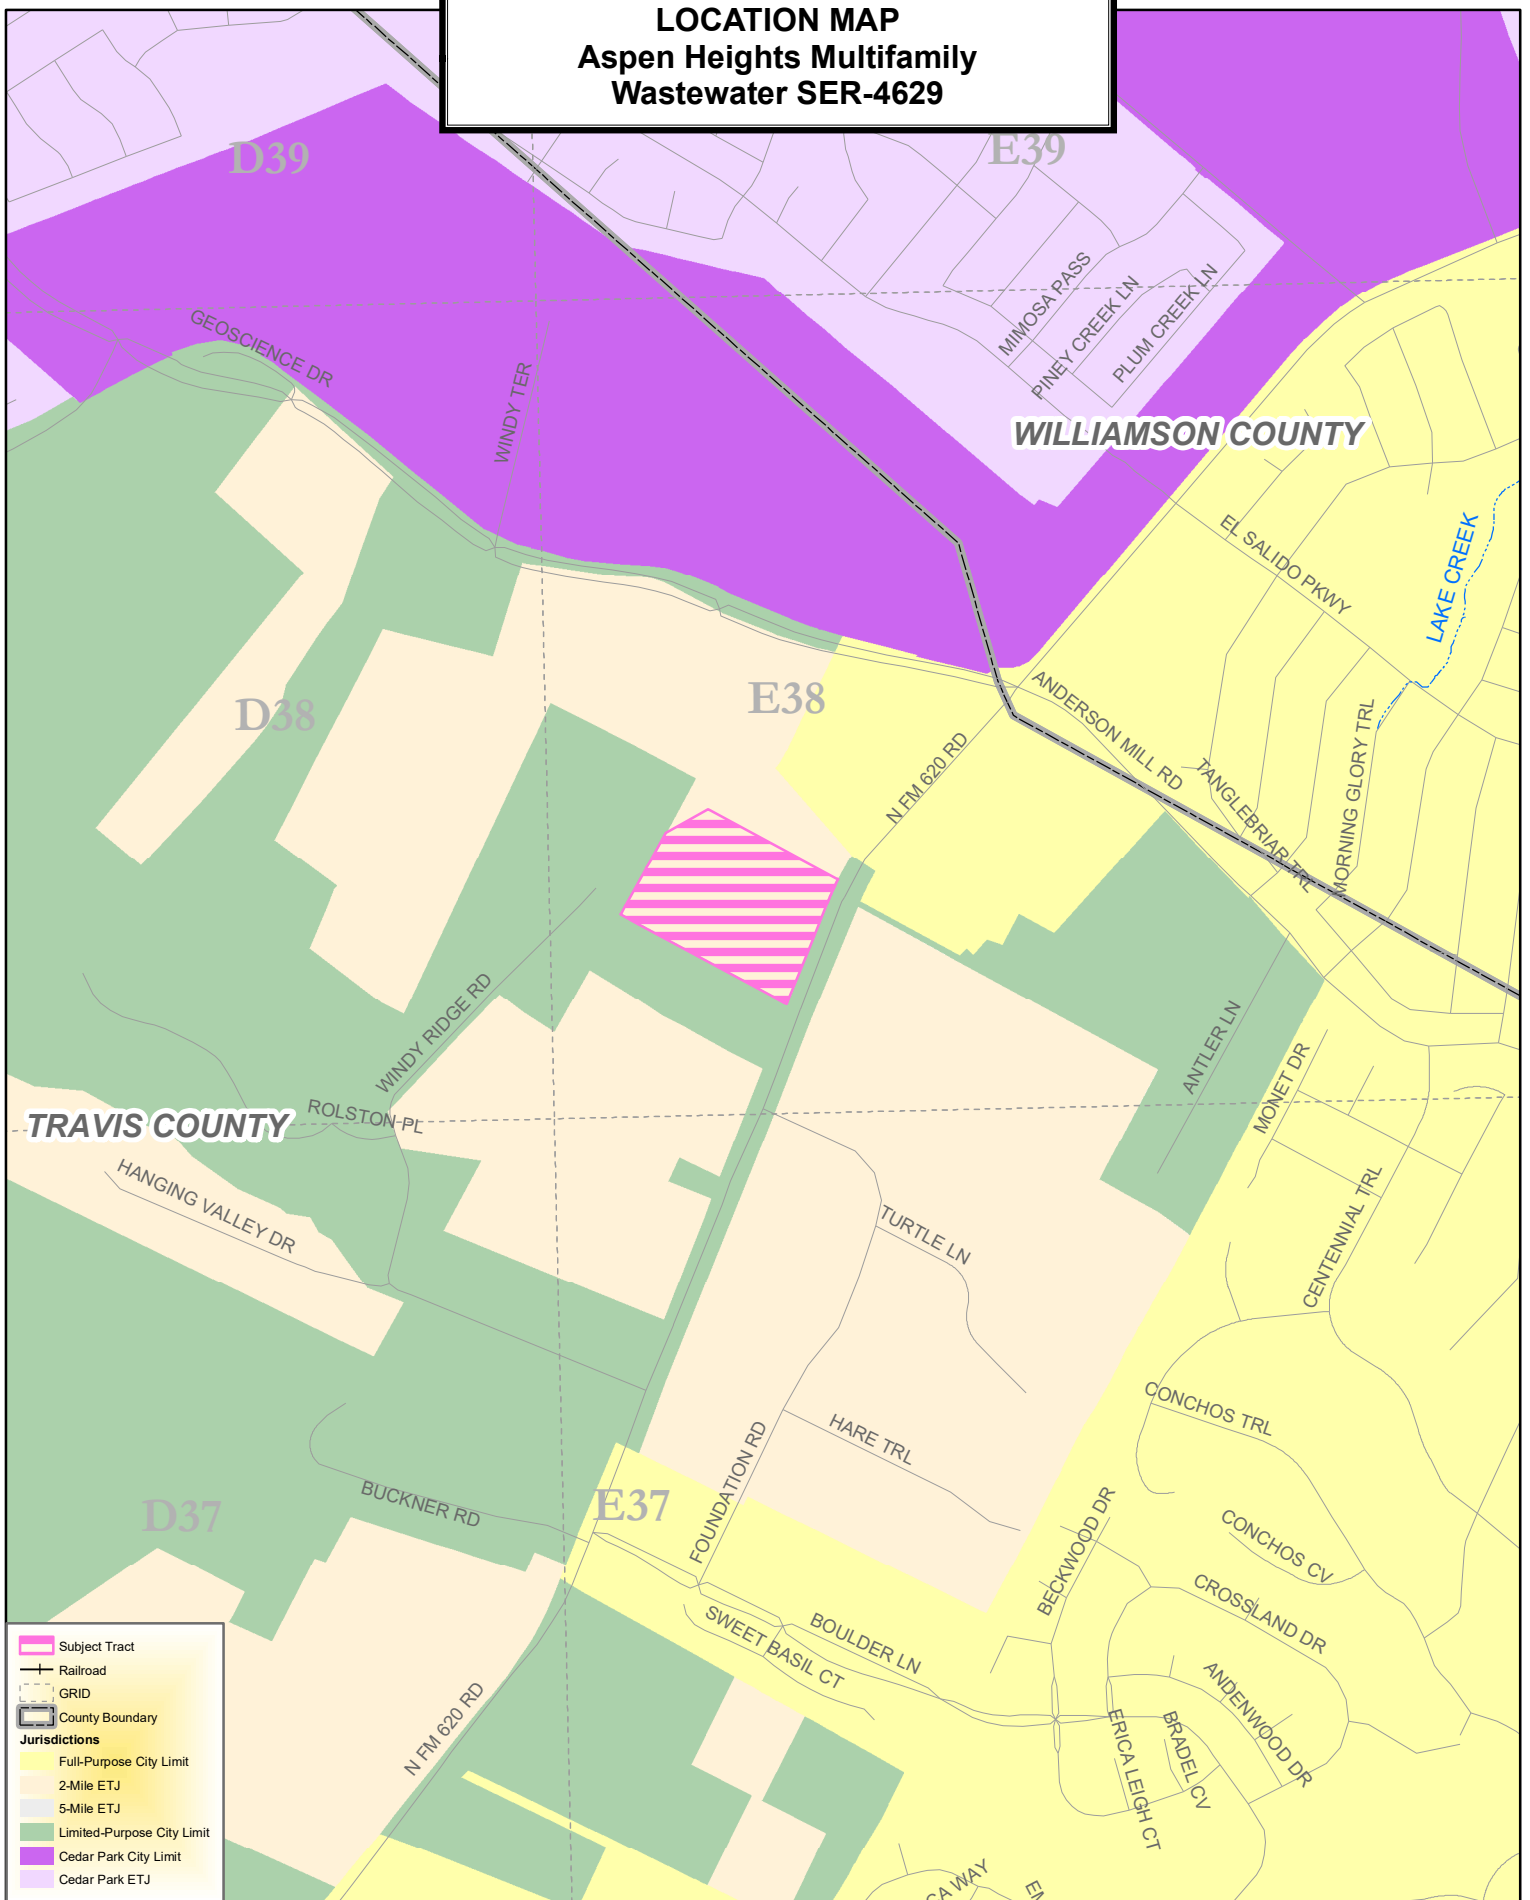 LOCATION MAP
Aspen Heights Multifamily
Wastewater SER-4629
D39
E39
MIMOSA PASS
PINEY CREEK LN
PLUM CREEK LN
GEOSCIENCE DR
WINDY TER
WILLIAMSON COUNTY
EL SALIDO PKWY
LAKE CREEK
D38
E38
ANDERSON MILL RD
N FM 620 RD
TANGLEBRIAR TRL
MORNING GLORY TRL
WINDY RIDGE RD
ANTLER LN
MONET DR
TRAVIS COUNTY
ROLSTON PL
HANGING VALLEY DR
TURTLE LN
CENTENNIAL TRL
CONCHOS TRL
HARE TRL
FOUNDATION RD
BUCKNER RD
D37
E37
BECKWOOD DR
CONCHOS CV
CROSSLAND DR
SWEET BASIL CT
BOULDER LN
ANDENWOOD DR
N FM 620 RD
ERICA LEIGH CT
BRADEL CV
CA WAY
Subject Tract
Railroad
GRID
County Boundary
Jurisdictions
Full-Purpose City Limit
2-Mile ETJ
5-Mile ETJ
Limited-Purpose City Limit
Cedar Park City Limit
Cedar Park ETJ